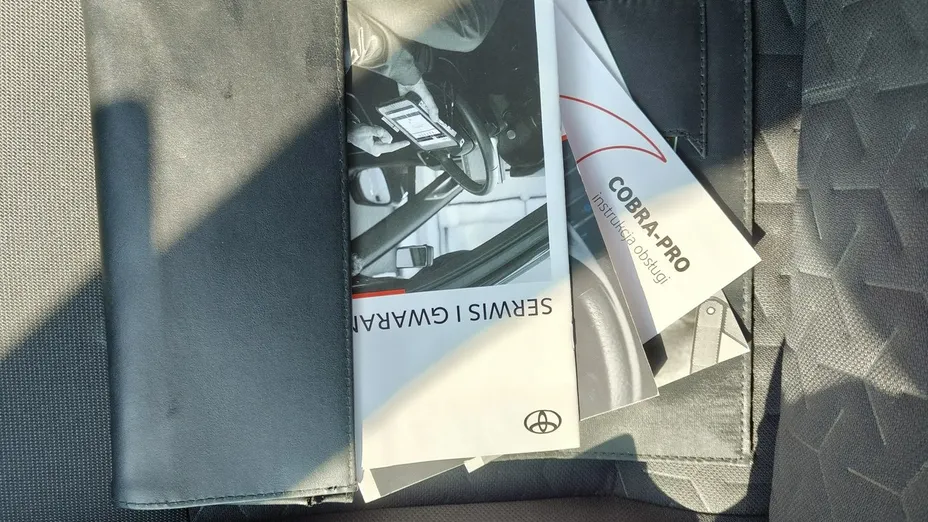 SERWIS I GWARAN
COBRA-PRO
instrukcja obsługi